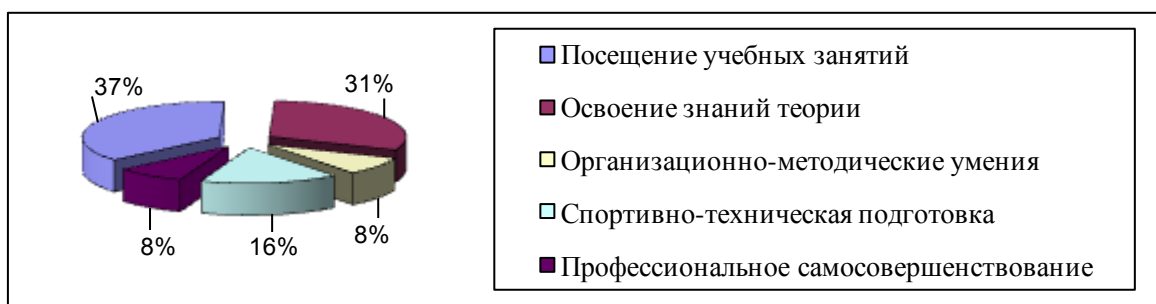 37%
31%
8%
16%
8%
Посещение учебных занятий
Освоение знаний теории
Организационно-методические умения
Спортивно-техническая подготовка
Профессиональное самосовершенствование